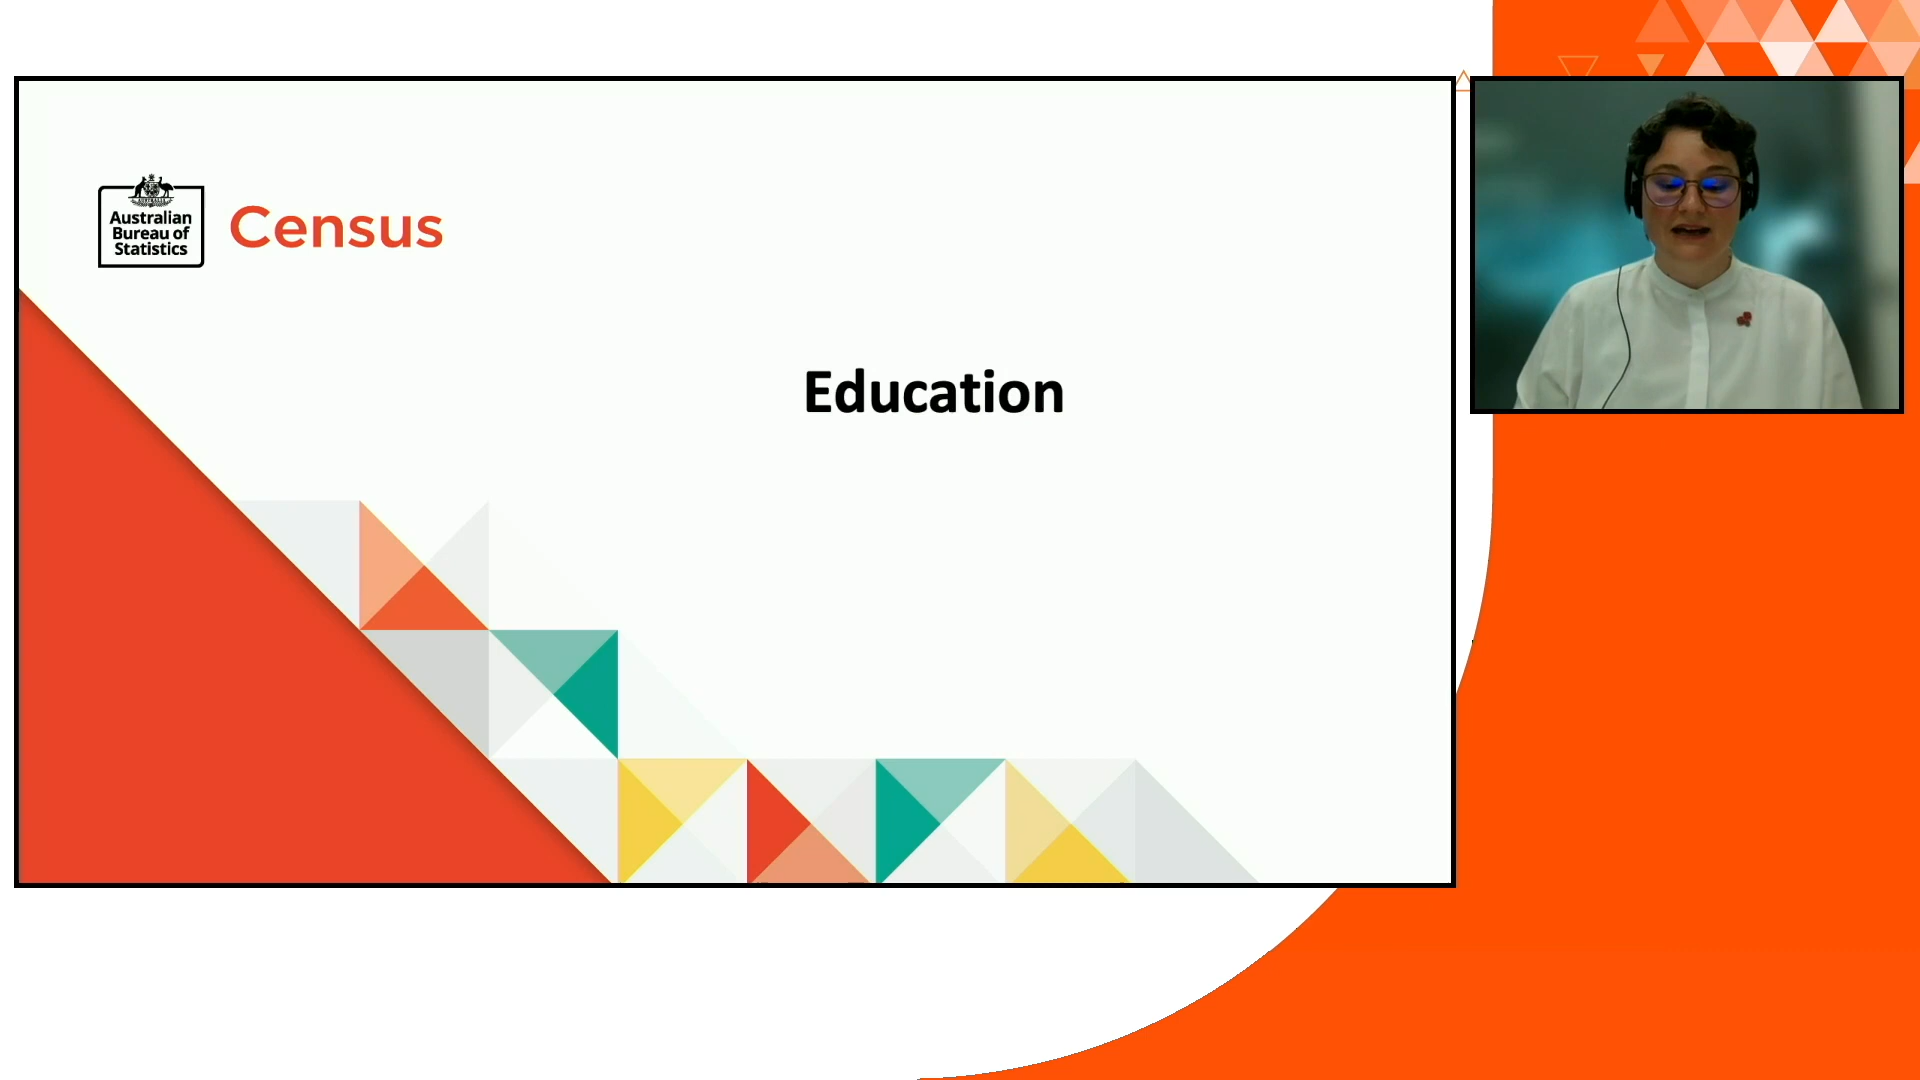 Australian
Bureau of
Statistics
Census
Education